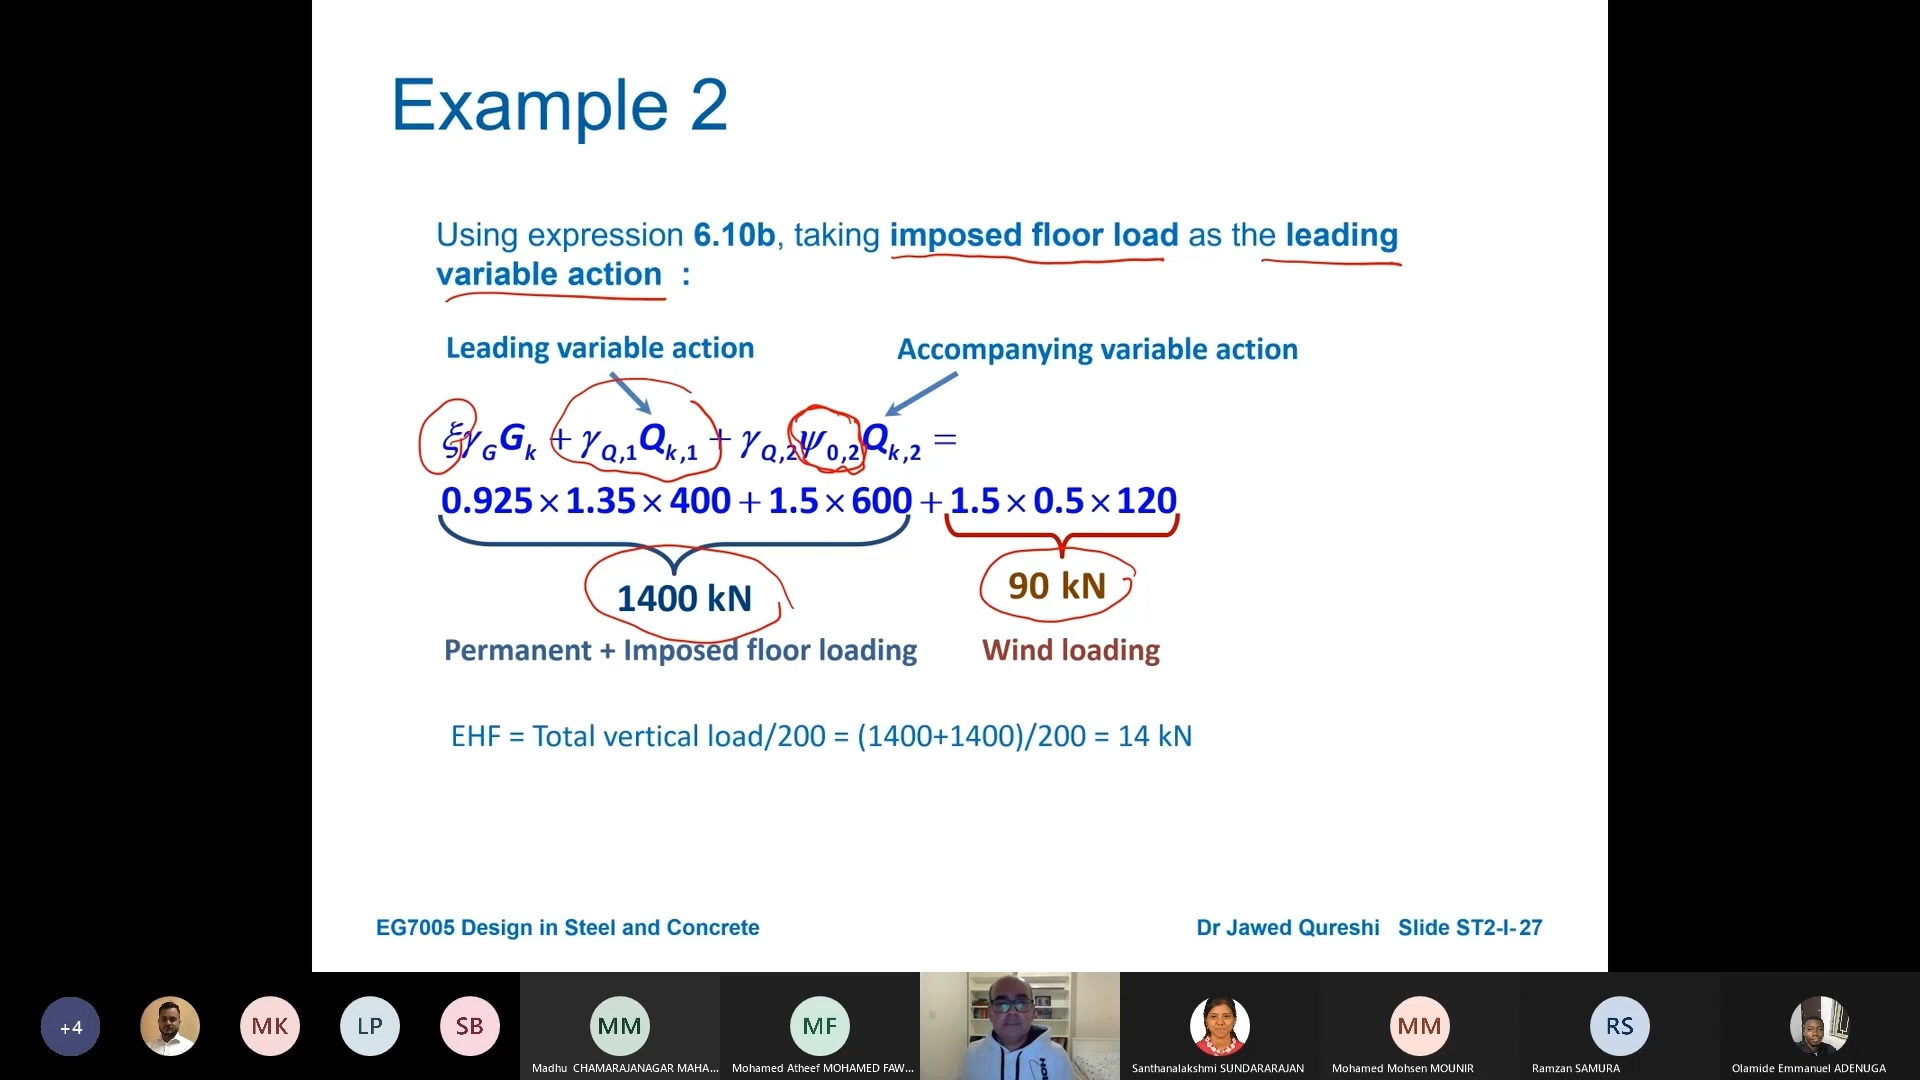 Example 2
Using expression 6.10b, taking imposed floor load as the leading
variable action :
Leading variable action
Accompanying variable action
ξγ_G G_k + γ_Q,1 Q_k,1 + γ_Q,2 ψ_0,2 Q_k,2 =
0.925×1.35×400+1.5×600+1.5×0.5×120
1400 kN
90 kN
Permanent + Imposed floor loading
Wind loading
EHF = Total vertical load/200 = (1400+1400)/200 = 14 kN
EG7005 Design in Steel and Concrete
Dr Jawed Qureshi Slide ST2-I-27
+4
MK
LP
SB
MM
MF
MM
RS
Madhu CHAMARAJANAGAR MAHA...
Mohamed Atheef MOHAMED FAW...
Santhanalakshmi SUNDARARAJAN
Mohamed Mohsen MOUNIR
Ramzan SAMURA
Olamide Emmanuel ADENUGA